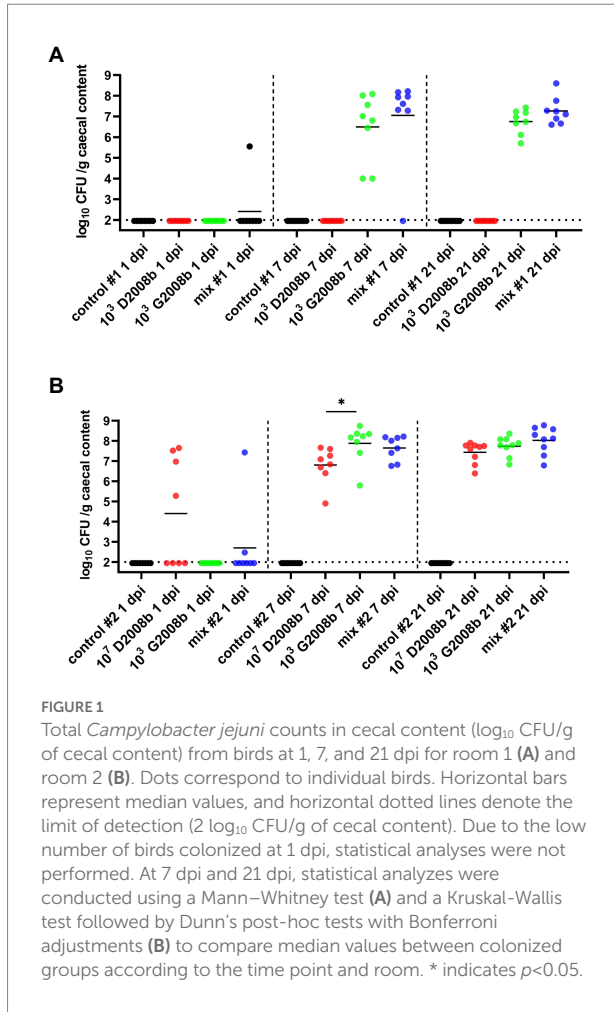 A
log10 CFU /g caecal content
9
8
7
6
5
4
3
2
control #1 1 dpi
10³ D2008b 1 dpi
10³ G2008b 1 dpi
mix #1 1 dpi
control #1 7 dpi
10³ D2008b 7 dpi
10³ G2008b 7 dpi
mix #1 7 dpi
control #1 21 dpi
10³ D2008b 21 dpi
10³ G2008b 21 dpi
mix #1 21 dpi
B
log10 CFU /g caecal content
9
8
7
6
5
4
3
2
*
control #2 1 dpi
10⁷ D2008b 1 dpi
10³ G2008b 1 dpi
mix #2 1 dpi
control #2 7 dpi
10⁷ D2008b 7 dpi
10³ G2008b 7 dpi
mix #2 7 dpi
control #2 21 dpi
10⁷ D2008b 21 dpi
10³ G2008b 21 dpi
mix #2 21 dpi
FIGURE 1
Total Campylobacter jejuni counts in cecal content (log₁₀ CFU/g
of cecal content) from birds at 1, 7, and 21 dpi for room 1 (A) and
room 2 (B). Dots correspond to individual birds. Horizontal bars
represent median values, and horizontal dotted lines denote the
limit of detection (2 log₁₀ CFU/g of cecal content). Due to the low
number of birds colonized at 1 dpi, statistical analyses were not
performed. At 7 dpi and 21 dpi, statistical analyzes were
conducted using a Mann–Whitney test (A) and a Kruskal-Wallis
test followed by Dunn's post-hoc tests with Bonferroni
adjustments (B) to compare median values between colonized
groups according to the time point and room. * indicates p<0.05.